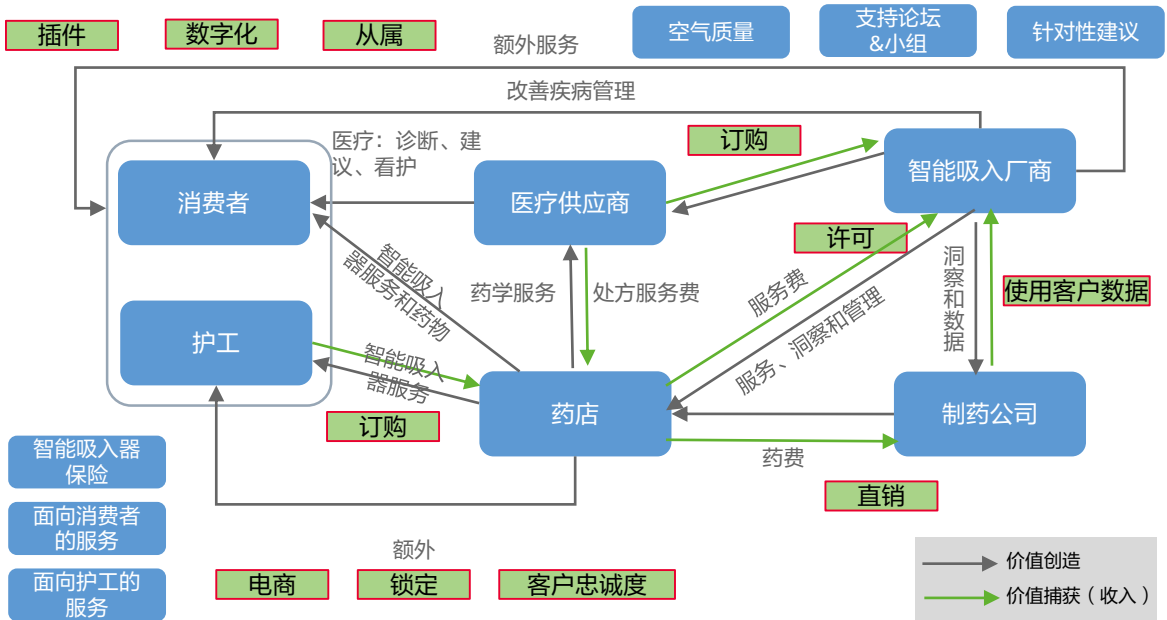 插件
数字化
从属
空气质量
支持论坛
&小组
针对性建议
额外服务
改善疾病管理
医疗：诊断、建
议、看护
订购
消费者
医疗供应商
智能吸入厂商
许可
智能吸入
器服务和药物
药学服务
处方服务费
服务费
服务、洞察和管理
洞察和数据
使用客户数据
护工
智能吸入
器服务
订购
药店
药费
制药公司
直销
智能吸入器
保险
面向消费者
的服务
面向护工的
服务
额外
电商
锁定
客户忠诚度
价值创造
价值捕获（收入）